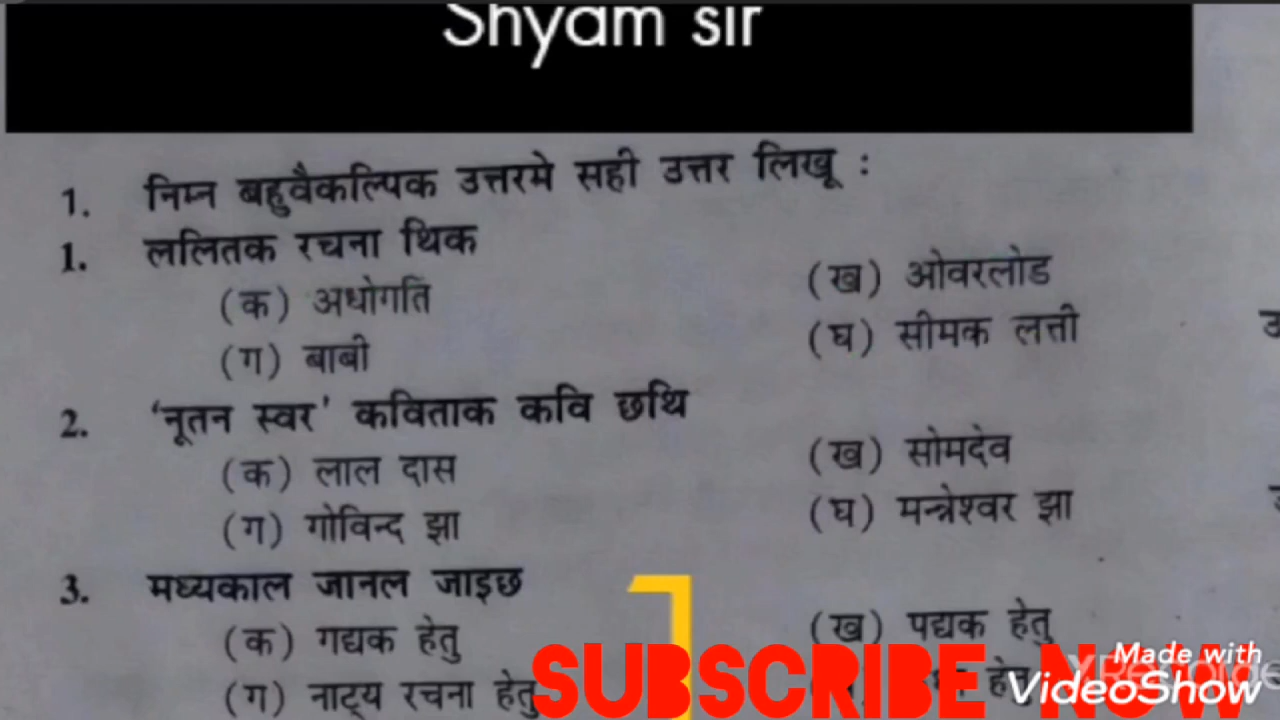 Shyam sir
1. निम्न बहुवैकल्पिक उत्तरमे सही उत्तर लिखू :
1. ललितक रचना थिक
(क) अधोगति (ख) ओवरलोड
(ग) बाबी (घ) सीमक लत्ती
2. 'नूतन स्वर' कविताक कवि छथि
(क) लाल दास (ख) सोमदेव
(ग) गोविन्द झा (घ) मन्त्रेश्वर झा
3. मध्यकाल जानल जाइछ
(क) गद्यक हेतु (ख) पद्यक हेतु
(ग) नाट्य रचना हेतु हेतु
SUBSCRIBE NOW
Made with
VideoShow